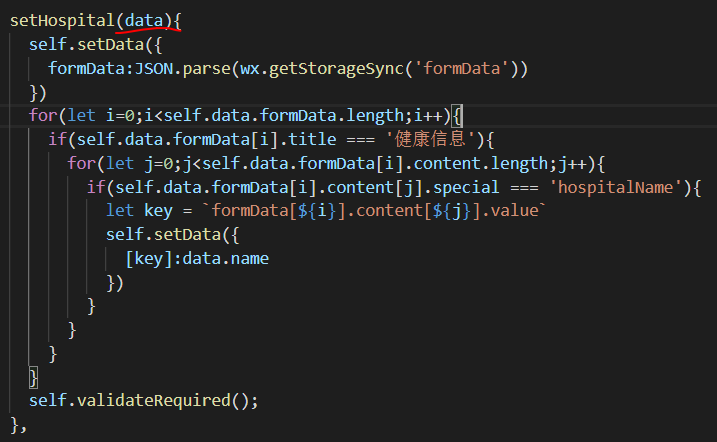 setHospital(data){
self.setData({
formData:JSON.parse(wx.getStorageSync('formData'))
})
for(let i=0;i<self.data.formData.length;i++){
if(self.data.formData[i].title === '健康信息'){
for(let j=0;j<self.data.formData[i].content.length;j++){
if(self.data.formData[i].content[j].special === 'hospitalName'){
let key = `formData[${i}].content[${j}].value`
self.setData({
[key]:data.name
})
}
}
}
}
self.validateRequired();
},